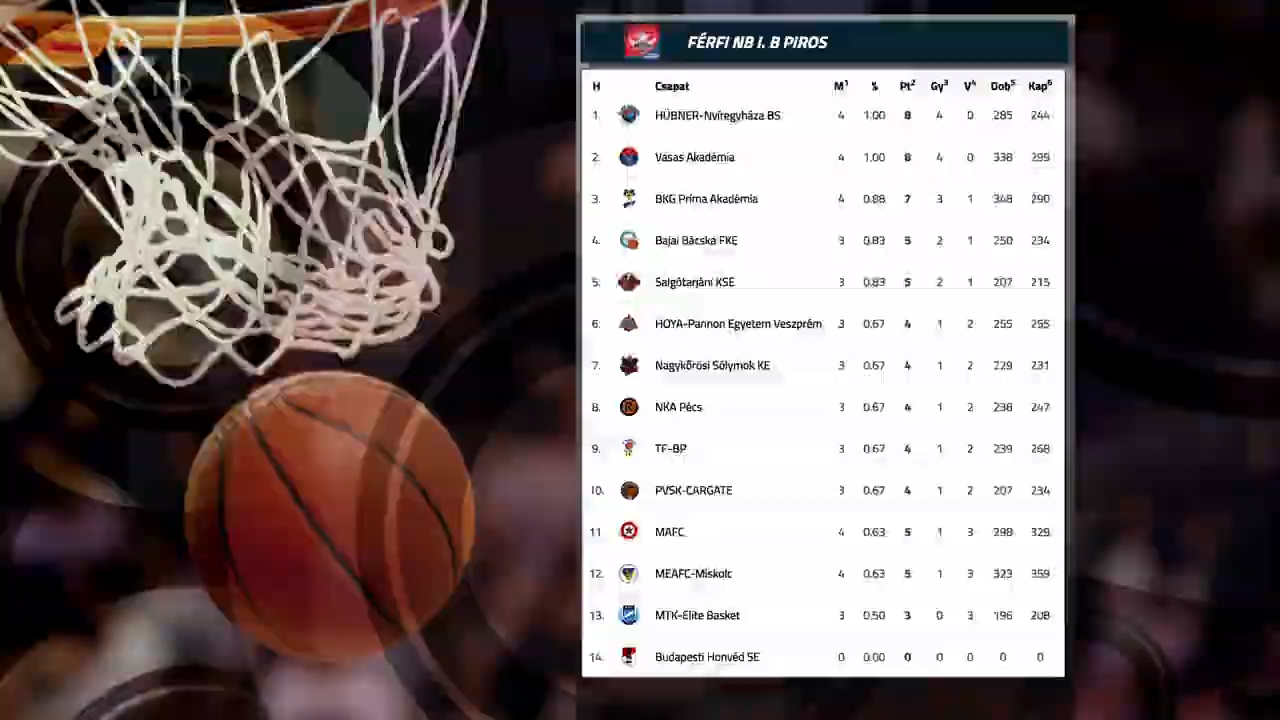 FÉRFI NB I. B PIROS
H Csapat M¹ % Pt² Gy³ V⁴ Dob⁵ Kap⁶
1. HÜBNER-Nyíregyháza BS 4 1.00 8 4 0 285 244
2. Vasas Akadémia 4 1.00 8 4 0 338 295
3. BKG Príma Akadémia 4 0.88 7 3 1 348 290
4. Bajai Bácska FKE 3 0.83 5 2 1 250 234
5. Salgótarjáni KSE 3 0.83 5 2 1 207 215
6. HOYA-Pannon Egyetem Veszprém 3 0.67 4 1 2 255 255
7. Nagykőrösi Sólymok KE 3 0.67 4 1 2 229 231
8. NKA Pécs 3 0.67 4 1 2 238 247
9. TF-BP 3 0.67 4 1 2 239 268
10. PVSK-CARGATE 3 0.67 4 1 2 207 234
11. MAFC 4 0.63 5 1 3 298 329
12. MEAFC-Miskolc 4 0.63 5 1 3 323 359
13. MTK-Elite Basket 3 0.50 3 0 3 196 208
14. Budapesti Honvéd SE 0 0.00 0 0 0 0 0